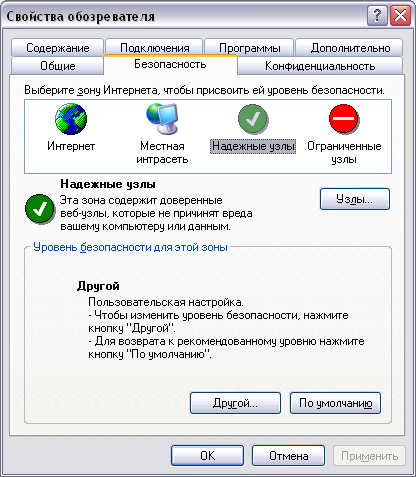 Свойства обозревателя
Содержание Подключения Программы Дополнительно
Общие Безопасность Конфиденциальность
Выберите зону Интернета, чтобы присвоить ей уровень безопасности.
Интернет Местная интрасеть Надежные узлы Ограниченные узлы
Надежные узлы
Эта зона содержит доверенные
веб-узлы, которые не причинят вреда
вашему компьютеру или данным.
Узлы...
Уровень безопасности для этой зоны
Другой
Пользовательская настройка.
- Чтобы изменить уровень безопасности, нажмите
кнопку "Другой".
- Для возврата к рекомендованному уровню нажмите
кнопку "По умолчанию".
Другой... По умолчанию
OK Отмена Применить